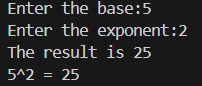 Enter the base:5
Enter the exponent:2
The result is 25
5^2 = 25